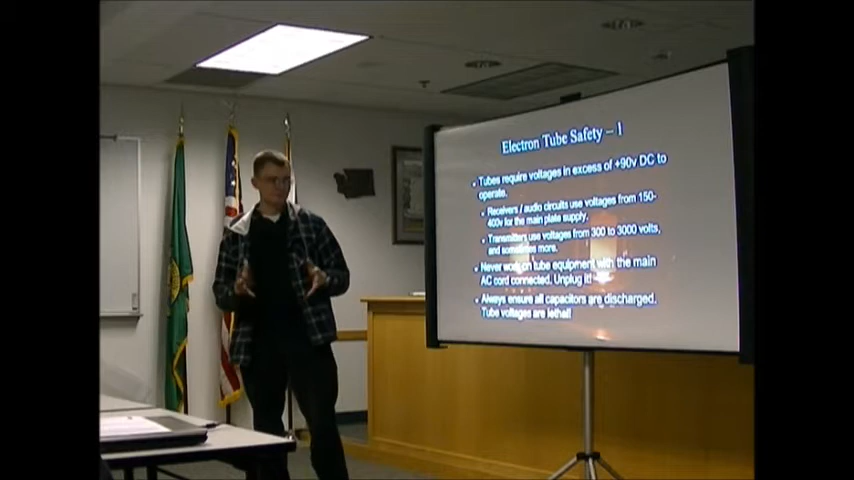 Electron Tube Safety – 1
• Tubes require voltages in excess of +90v DC to
operate.
• Receivers / audio circuits use voltages from 150-
400v for the main plate supply.
• Transmitters use voltages from 300 to 3000 volts,
and sometimes more.
• Never work on tube equipment with the main
AC cord connected. Unplug it!
• Always ensure all capacitors are discharged.
Tube voltages are lethal!